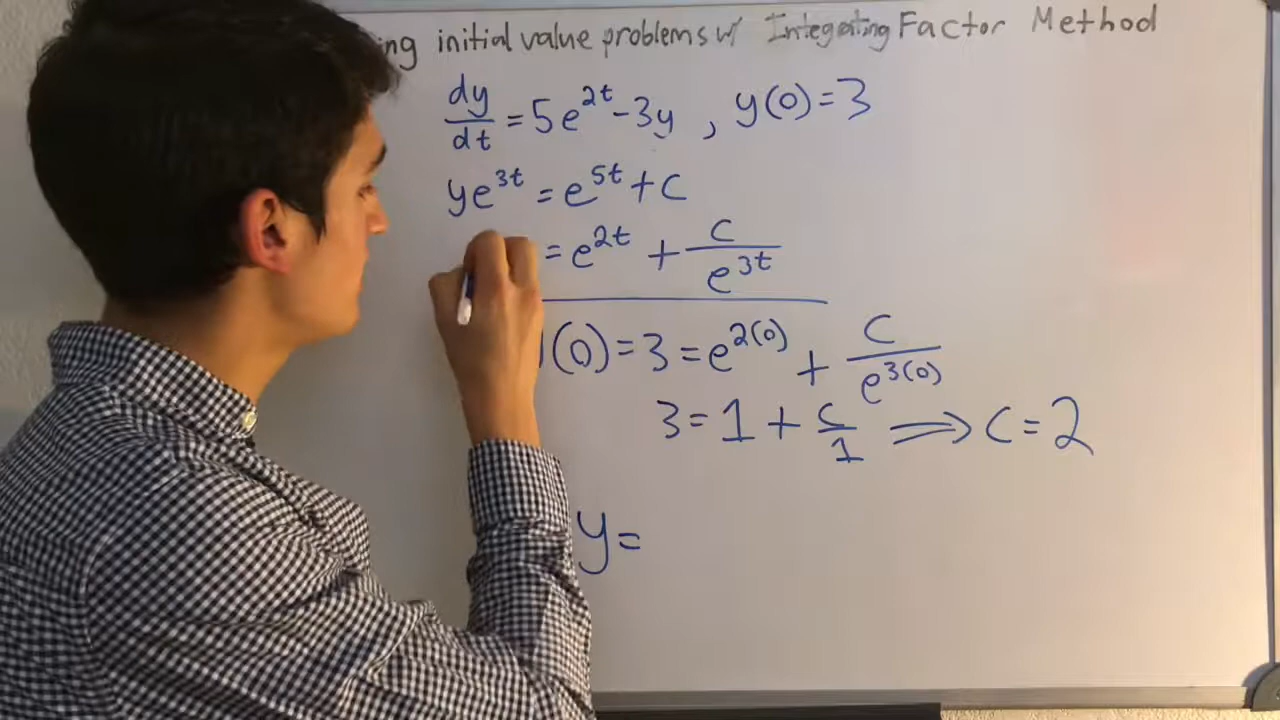 ing initial value problems w/ Integrating Factor Method
dy/dt = 5e^2t - 3y , y(0) = 3
ye^3t = e^5t + C
= e^2t + C/e^3t
(0) = 3 = e^2(0) + C/e^3(0)
3 = 1 + C/1 ⟹ C = 2
y =